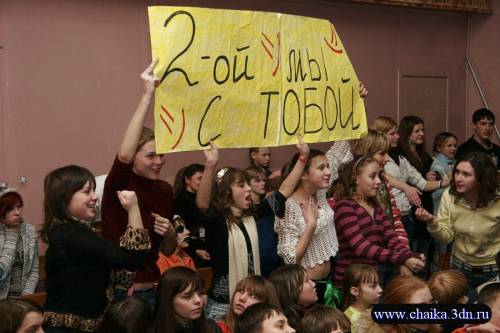 2-ой =) мы =)
=) с ТОБОЙ
www.chaika.3dn.ru